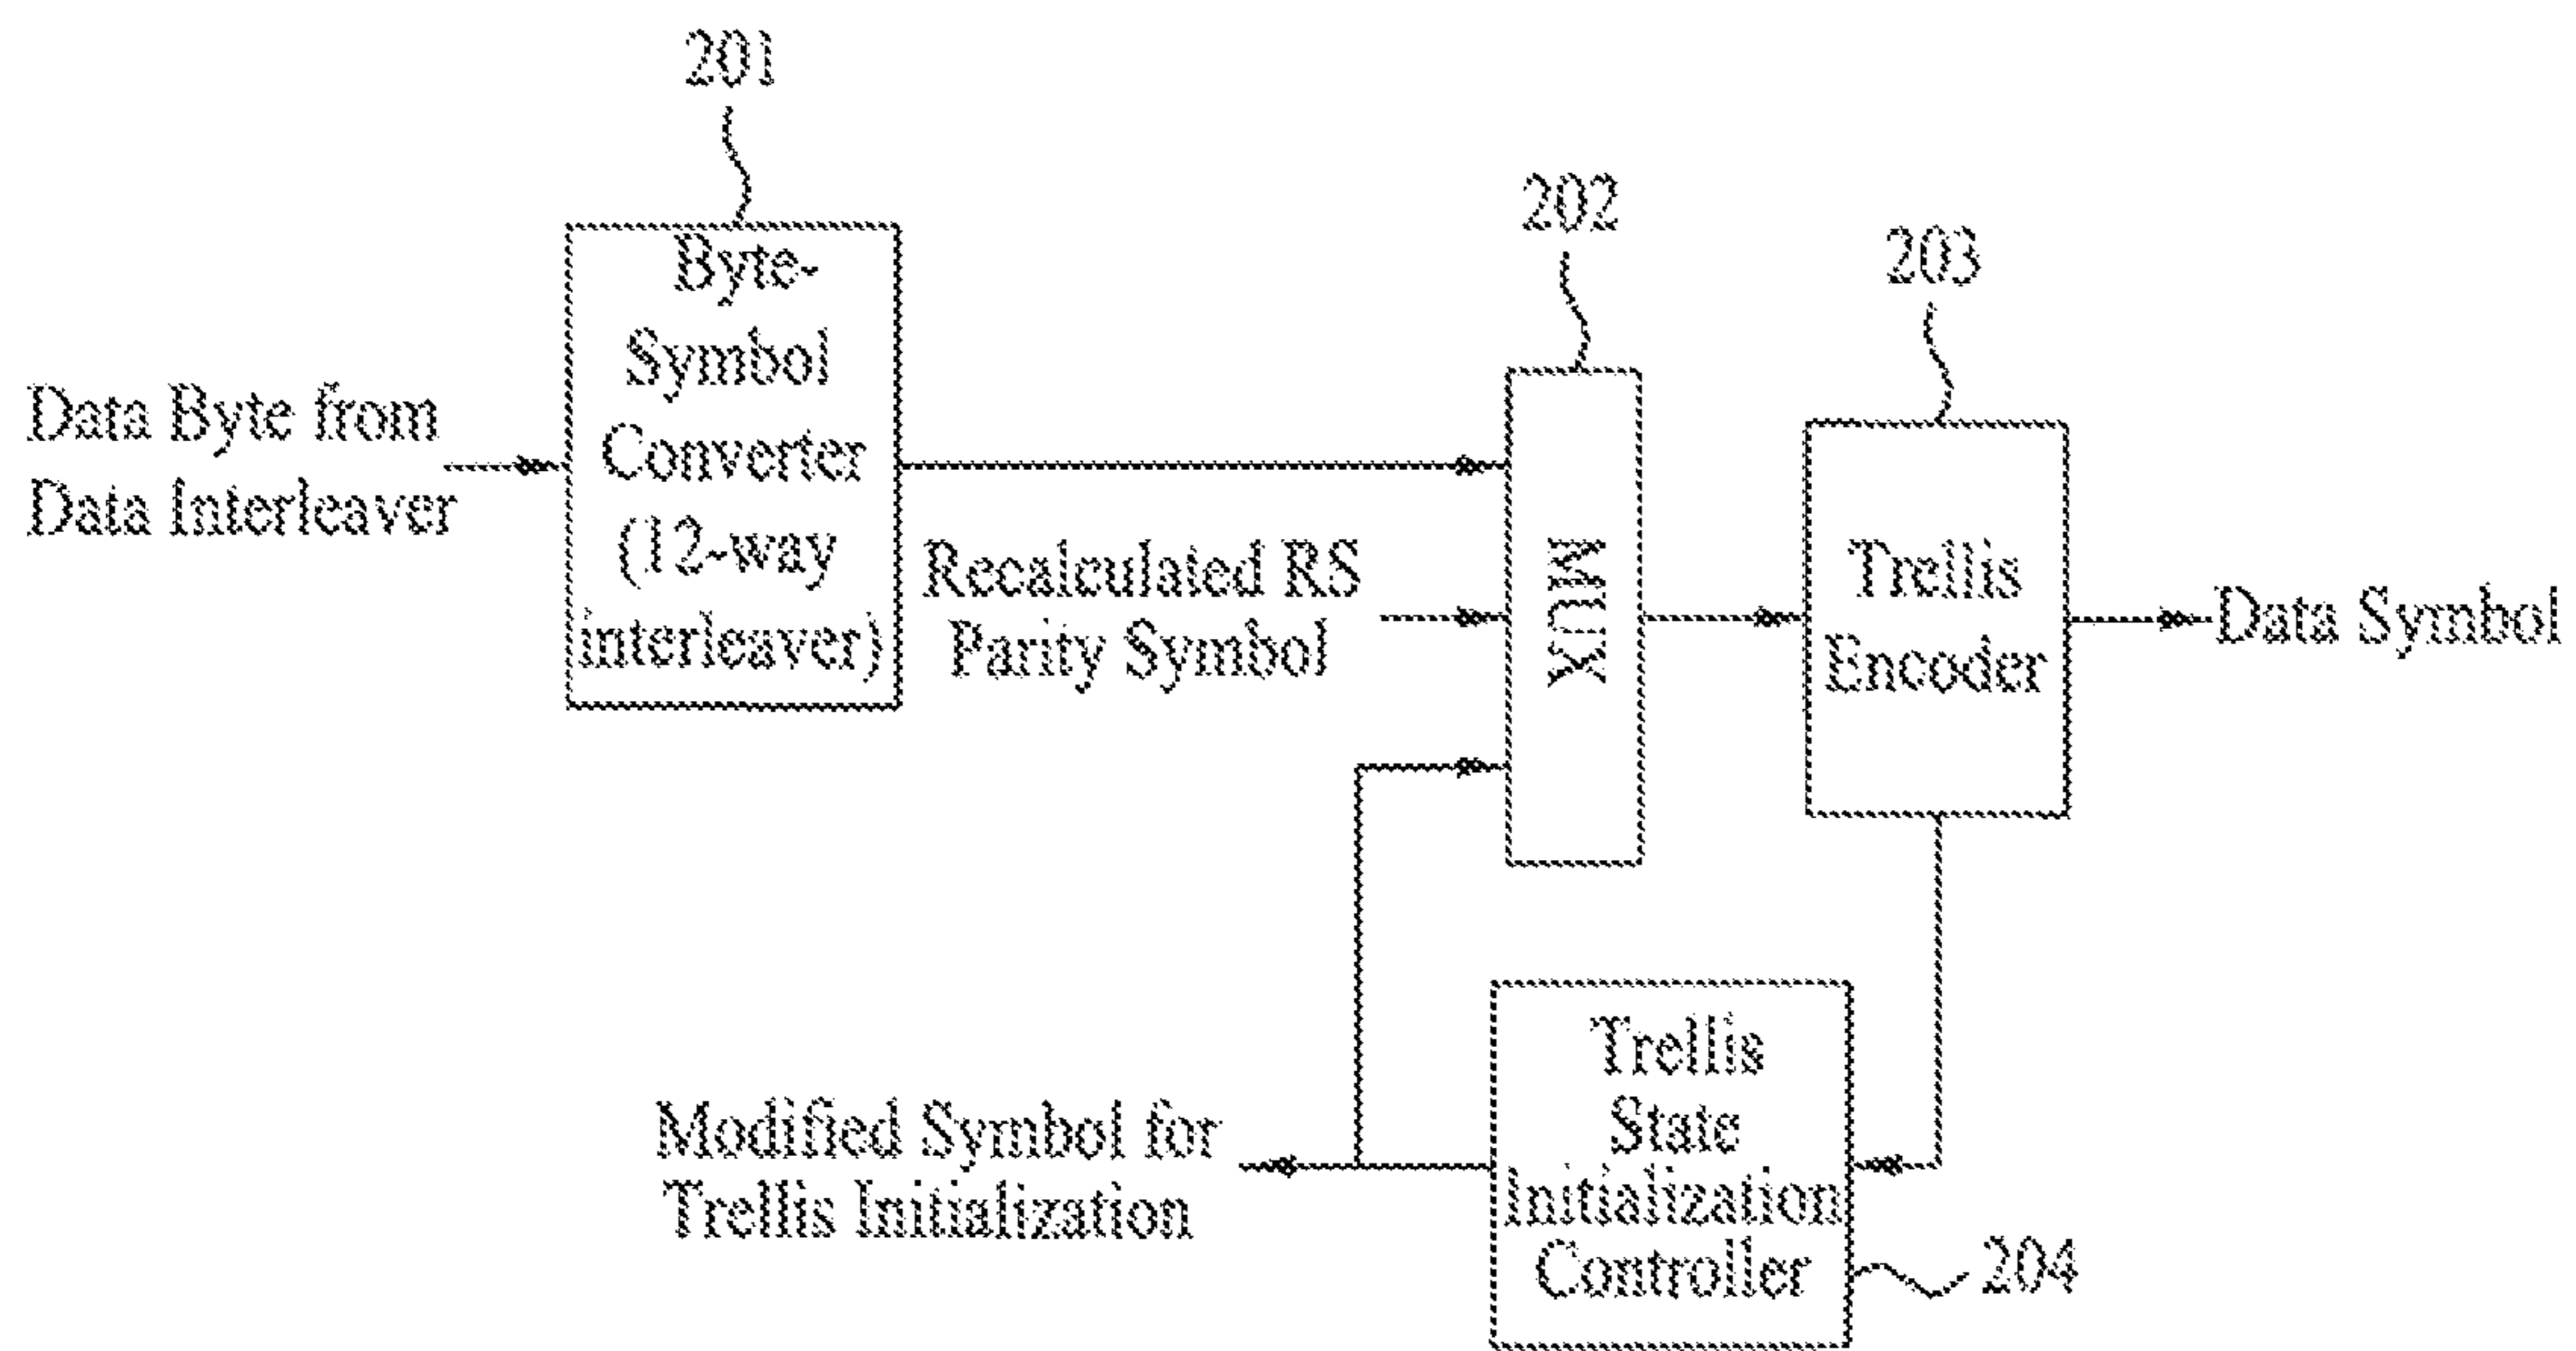 201
Byte-
Symbol
Converter
(12-way
interleaver)
Data Byte from
Data Interleaver
202
MUX
Recalculated RS
Parity Symbol
203
Trellis
Encoder
Data Symbol
Trellis
State
Initialization
Controller
204
Modified Symbol for
Trellis Initialization